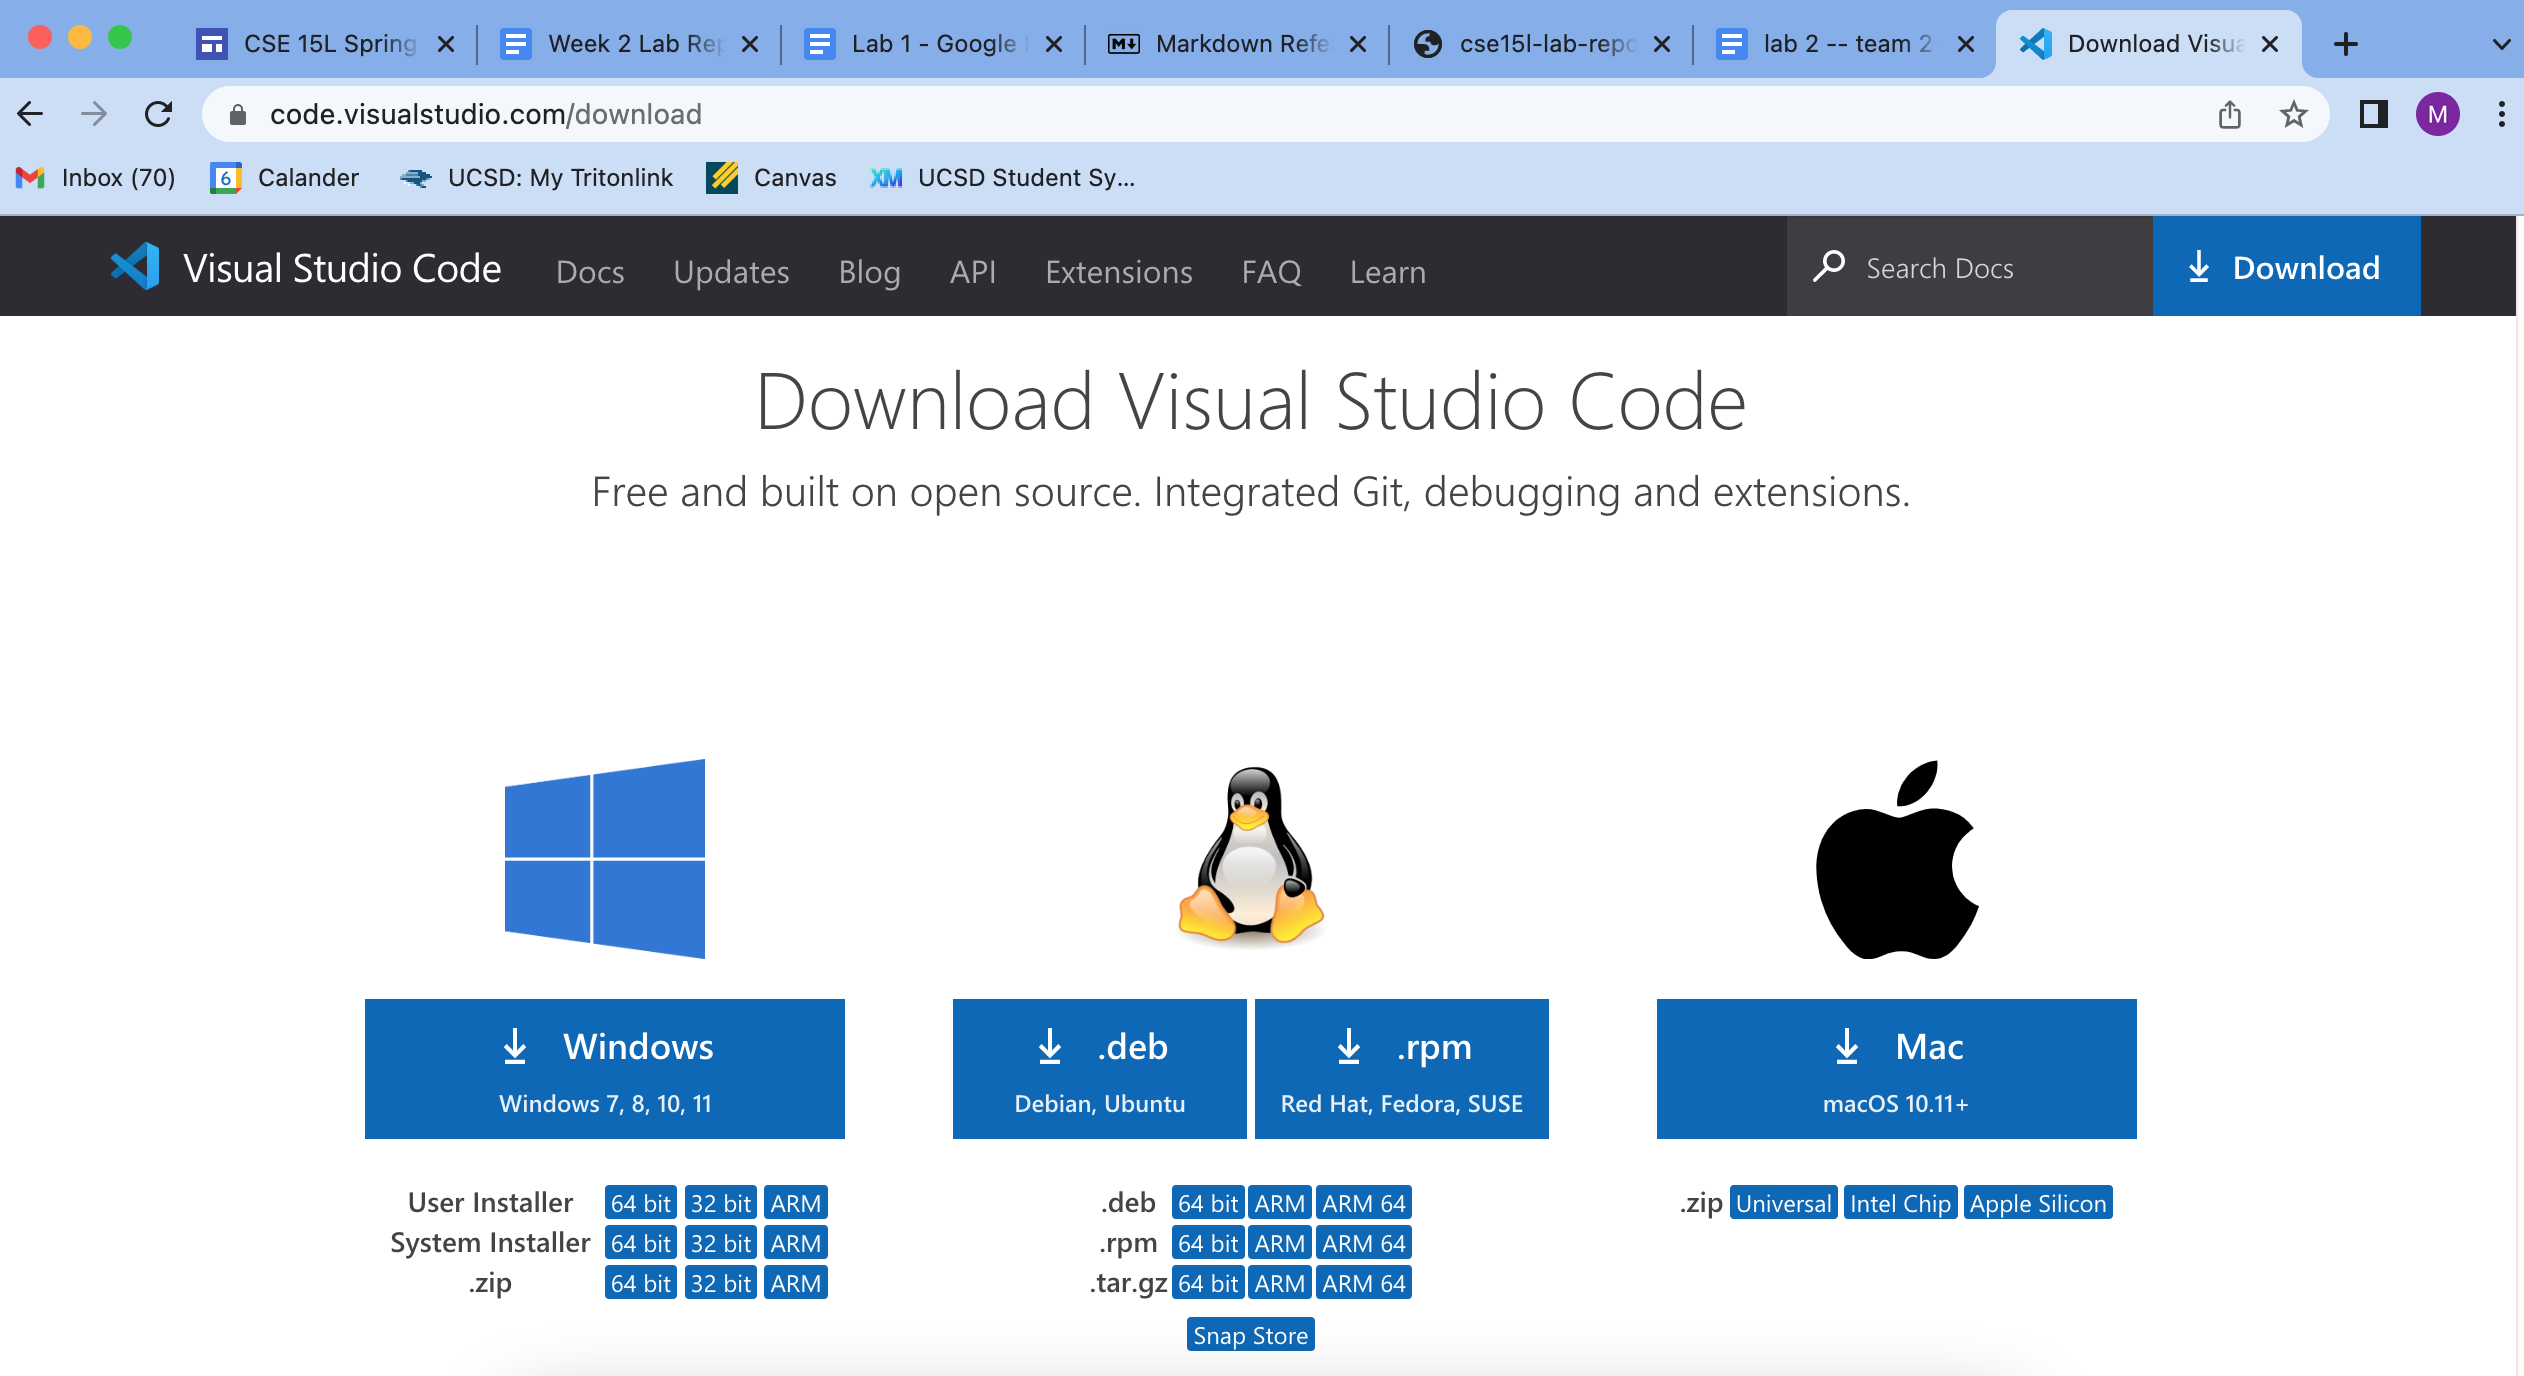 CSE 15L Spring
Week 2 Lab Rep
Lab 1 - Google
Markdown Refe
cse15l-lab-repo
lab 2 -- team 2
Download Visua
code.visualstudio.com/download
M
Inbox (70)
6
Calander
UCSD: My Tritonlink
Canvas
XM
UCSD Student Sy...
Visual Studio Code
Docs
Updates
Blog
API
Extensions
FAQ
Learn
Search Docs
Download
Download Visual Studio Code
Free and built on open source. Integrated Git, debugging and extensions.
Windows
Windows 7, 8, 10, 11
User Installer 64 bit 32 bit ARM
System Installer 64 bit 32 bit ARM
.zip 64 bit 32 bit ARM
.deb
Debian, Ubuntu
.rpm
Red Hat, Fedora, SUSE
.deb 64 bit ARM ARM 64
.rpm 64 bit ARM ARM 64
.tar.gz 64 bit ARM ARM 64
Snap Store
Mac
macOS 10.11+
.zip Universal Intel Chip Apple Silicon